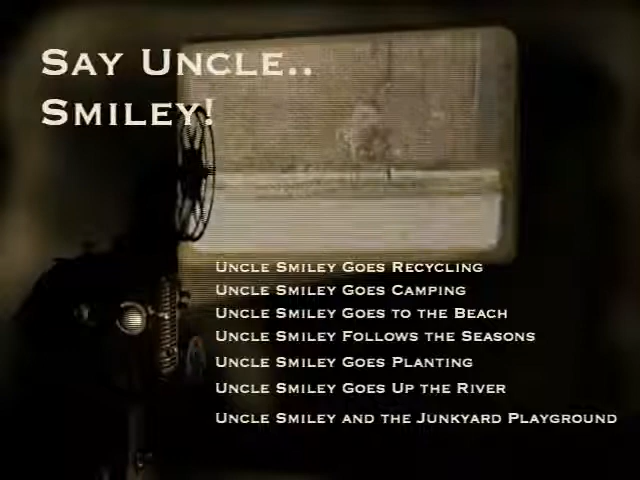 Say Uncle..
Smiley!
Uncle Smiley Goes Recycling
Uncle Smiley Goes Camping
Uncle Smiley Goes to the Beach
Uncle Smiley Follows the Seasons
Uncle Smiley Goes Planting
Uncle Smiley Goes Up the River
Uncle Smiley and the Junkyard Playground